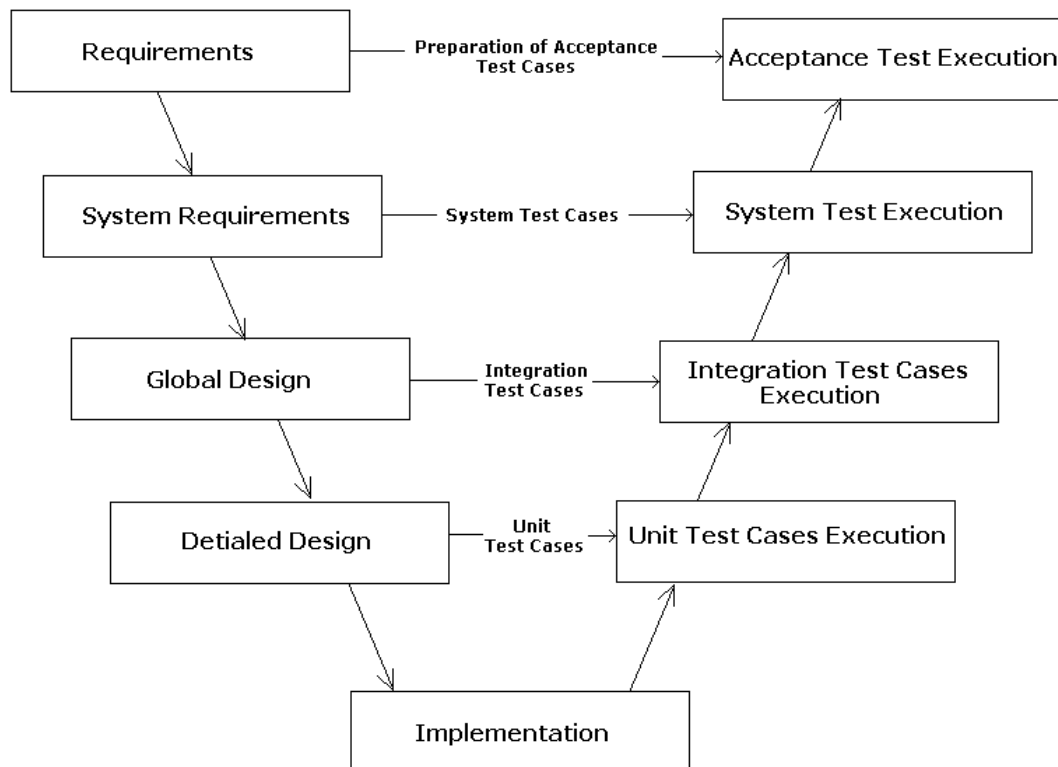 Requirements
Preparation of Acceptance
Test Cases
Acceptance Test Execution
System Requirements
System Test Cases
System Test Execution
Global Design
Integration
Test Cases
Integration Test Cases
Execution
Detialed Design
Unit
Test Cases
Unit Test Cases Execution
Implementation